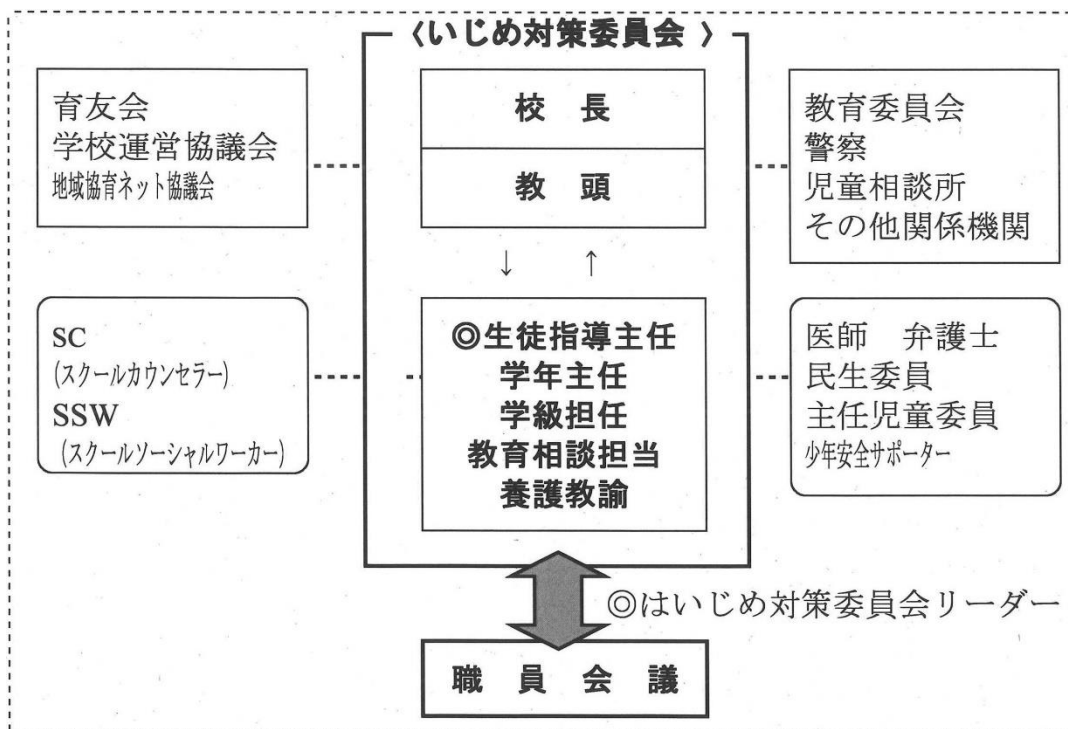 〈いじめ対策委員会 〉
育友会
学校運営協議会
地域協育ネット協議会
校 長
教 頭
教育委員会
警察
児童相談所
その他関係機関
↓ ↑
SC
(スクールカウンセラー)
SSW
(スクールソーシャルワーカー)
◎生徒指導主任
学年主任
学級担任
教育相談担当
養護教諭
医師 弁護士
民生委員
主任児童委員
少年安全サポーター
◎はいじめ対策委員会リーダー
職 員 会 議